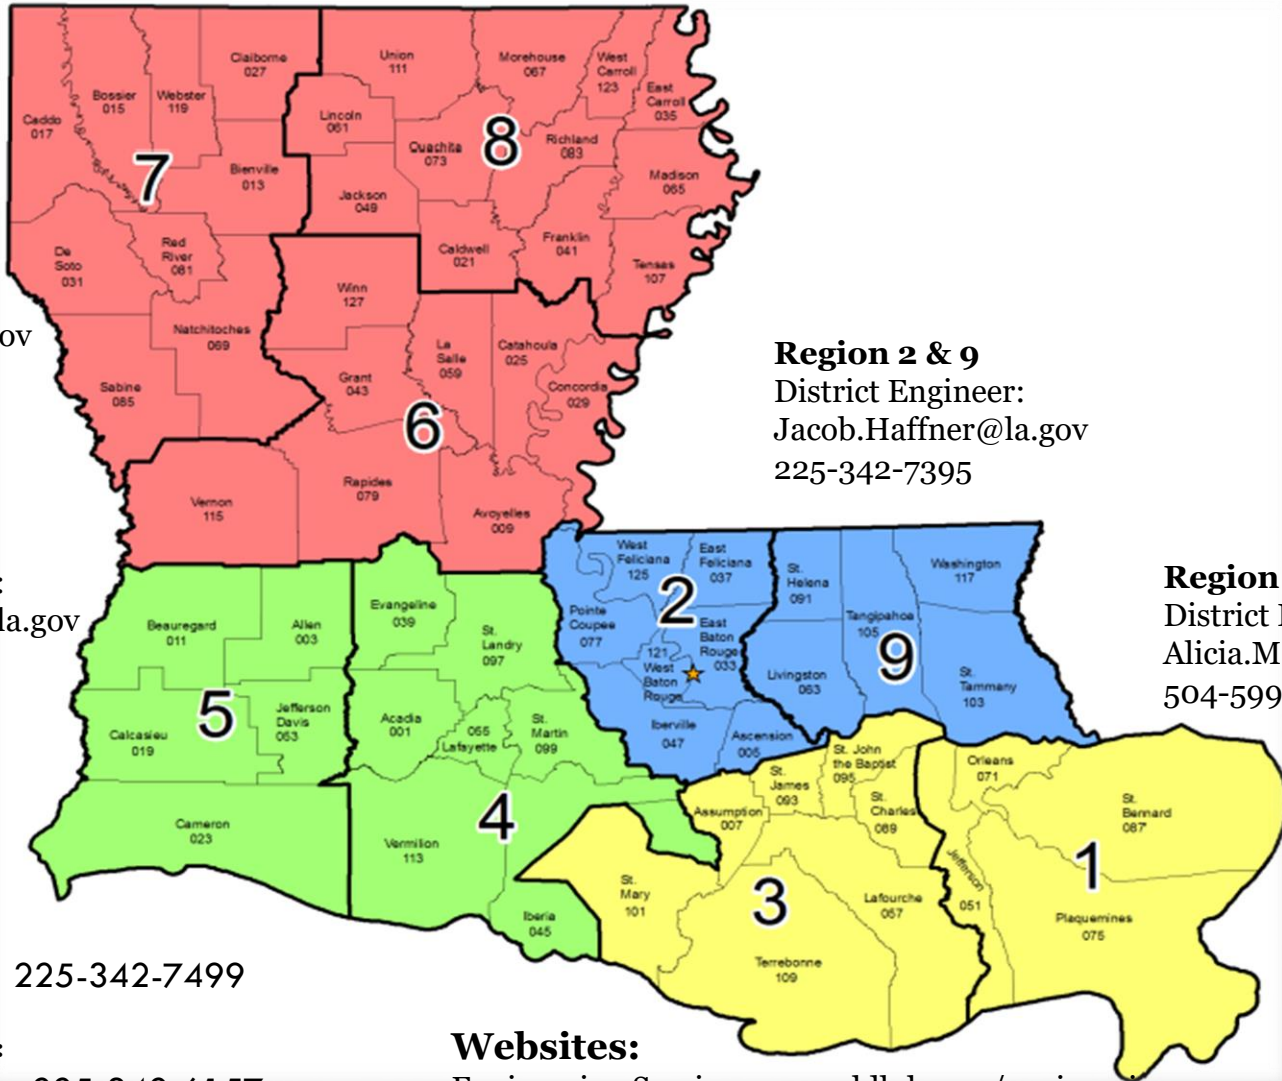 Claiborne
027
Union
111
Morehouse
067
West
Carroll
123
East
Carroll
035
Bossier
015
Webster
119
Caddo
017
Lincoln
061
Ouachita
073
8
Richland
083
7
Bienville
013
Jackson
049
Madison
065
De
Soto
031
Red
River
081
Caldwell
021
Franklin
041
Tensas
107
Winn
127
Natchitoches
069
La
Salle
059
Catahoula
025
Sabine
085
Grant
043
Concordia
029
6
Vernon
115
Rapides
079
Avoyelles
009
ov
Region 2 & 9
District Engineer:
Jacob.Haffner@la.gov
225-342-7395
West
Feliciana
125
East
Feliciana
037
2
Pointe
Coupee
077
East
Baton
Rouge
033
121
West
Baton
Rouge
Iberville
047
Ascension
005
St.
Helena
091
Tangipahoa
105
Washington
117
9
Livingston
063
St.
Tammany
103
:
la.gov
Region
District
Alicia.M
504-599
Beauregard
011
Allen
003
Evangeline
039
St.
Landry
097
5
Calcasieu
019
Jefferson
Davis
053
Acadia
001
055
Lafayette
St.
Martin
099
Cameron
023
4
Vermilion
113
Iberia
045
St. John
the Baptist
095
St.
James
093
St.
Charles
089
Assumption
007
Orleans
071
St.
Bernard
087'
Jefferson
051
1
Plaquemines
075
St.
Mary
101
3
Lafourche
057
Terrebonne
109
225-342-7499
:
Websites: